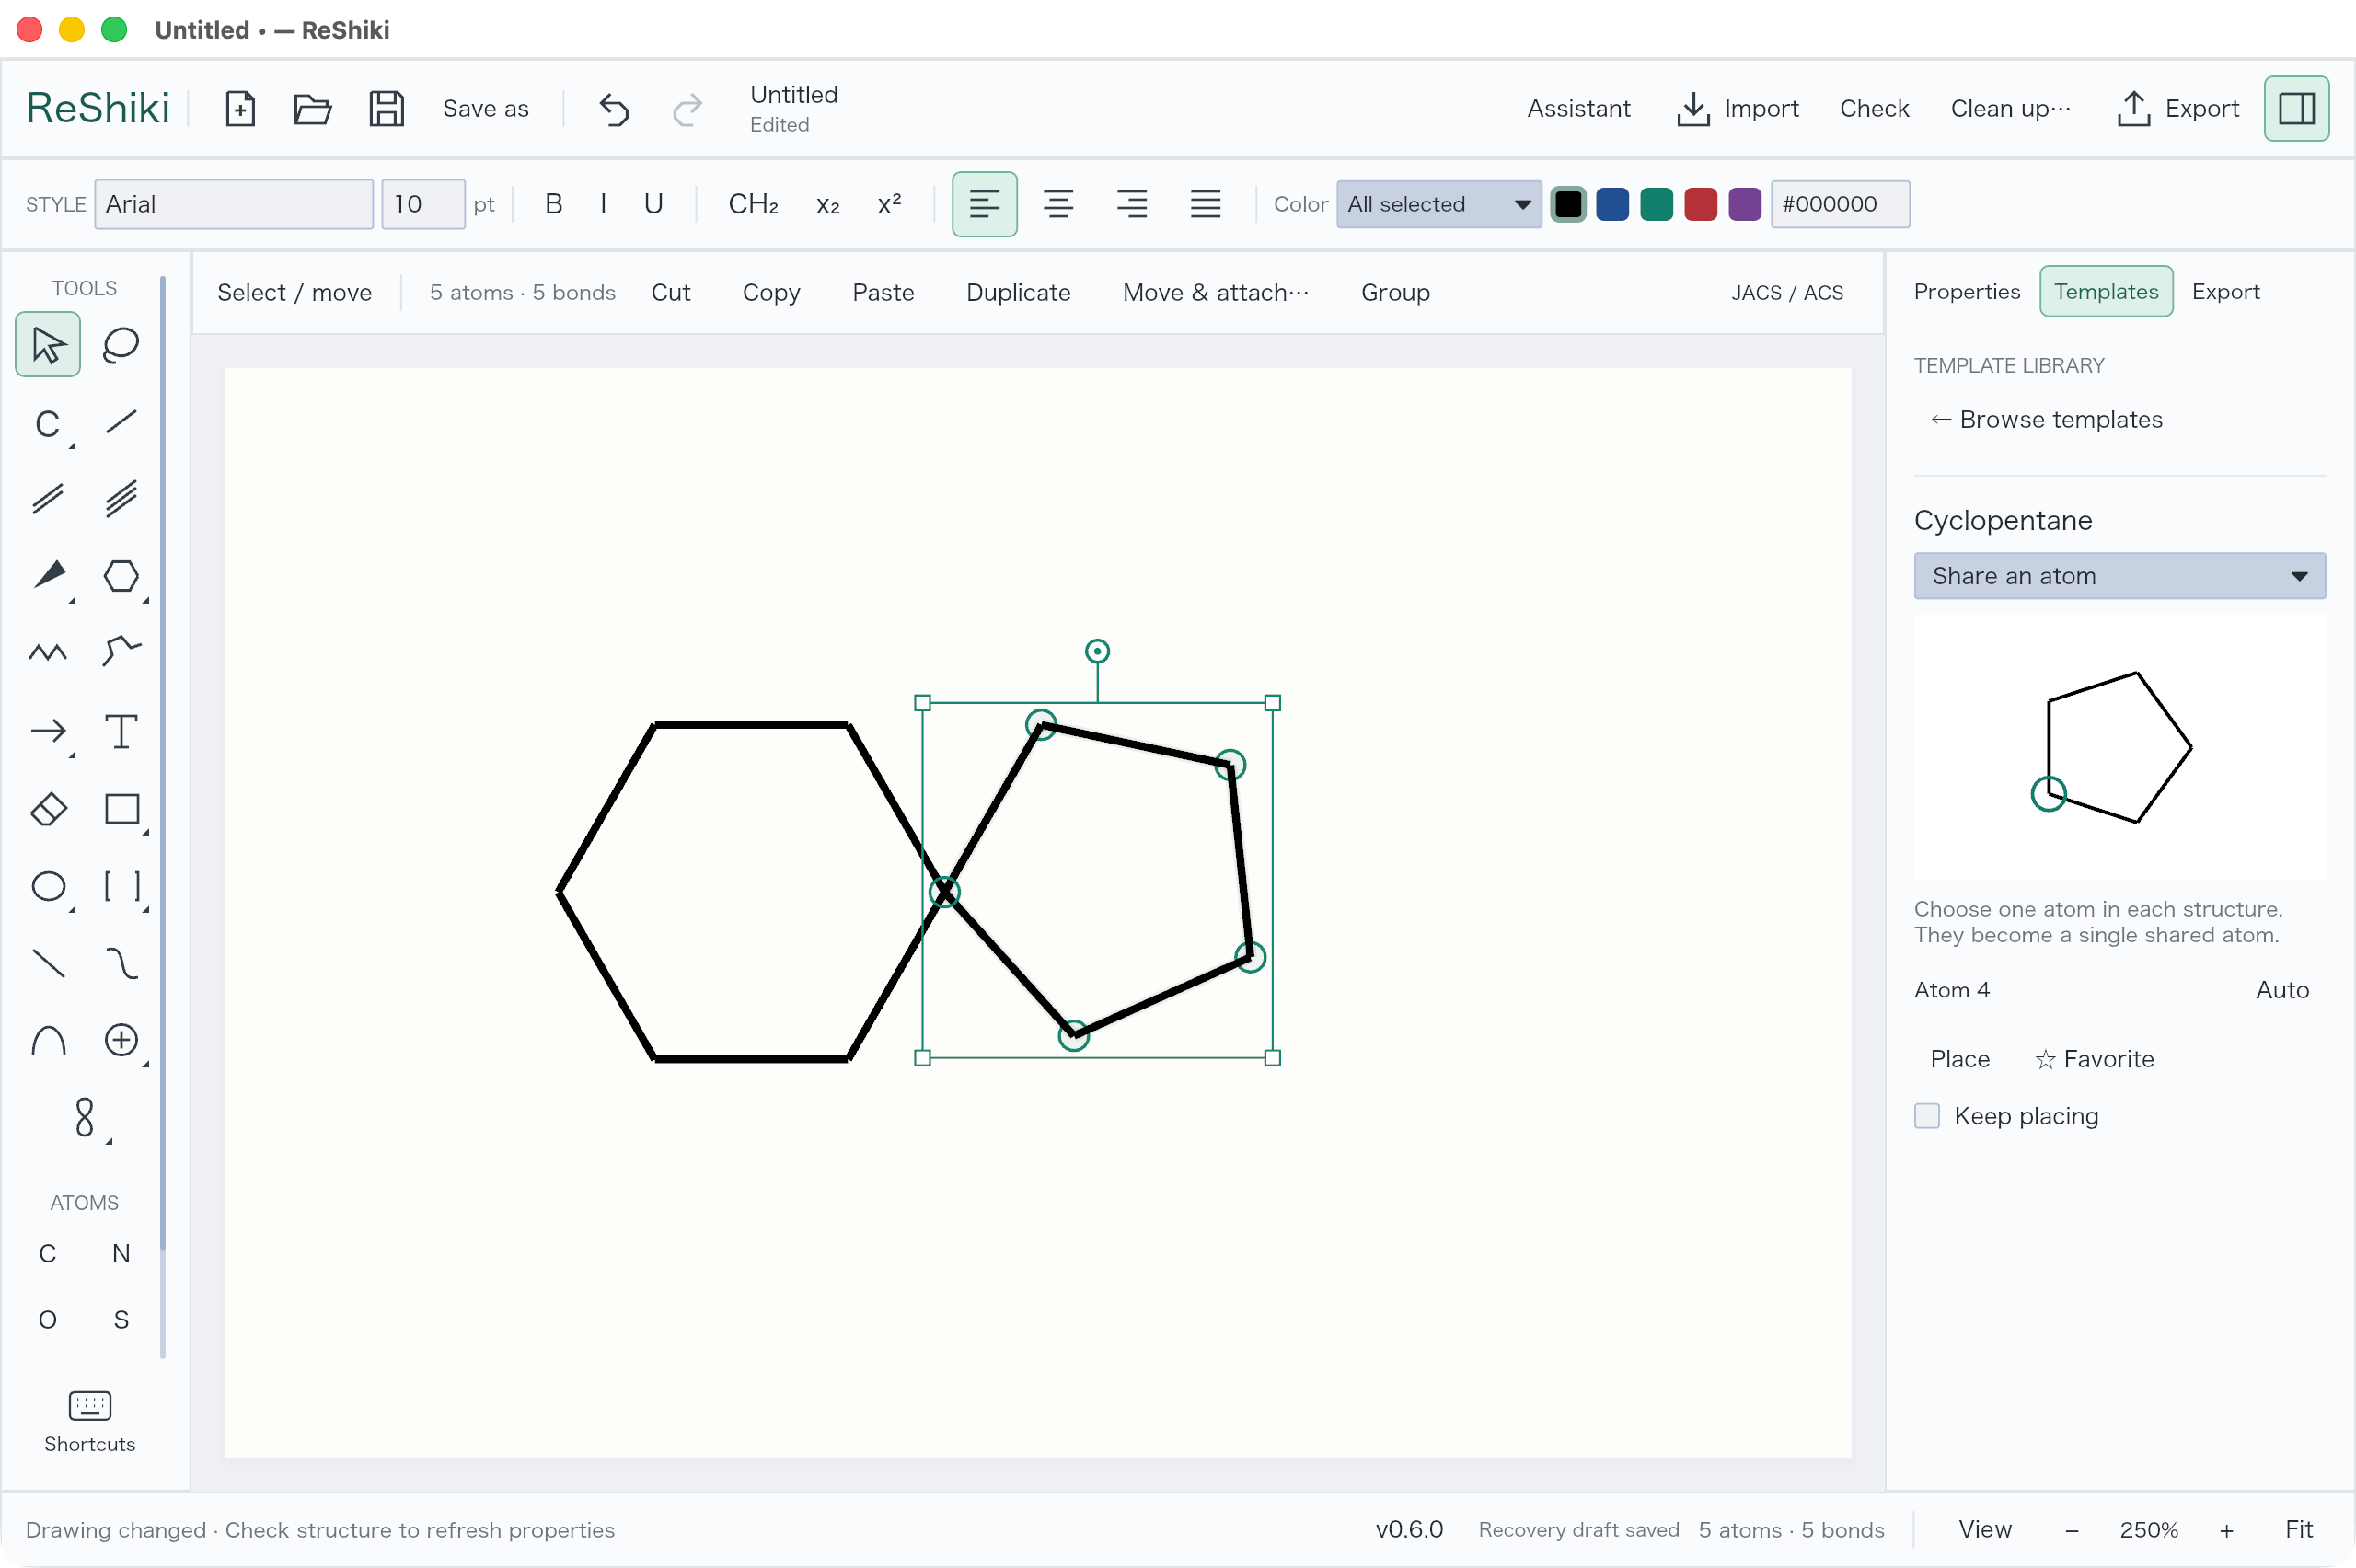 Untitled • — ReShiki
ReShiki
Save as
Untitled
Edited
Assistant
Import
Check
Clean up···
Export
STYLE
Arial
10
pt
B
I
U
CH₂
x₂
x²
Color
All selected
#000000
TOOLS
Select / move
5 atoms · 5 bonds
Cut
Copy
Paste
Duplicate
Move & attach···
Group
JACS / ACS
Properties
Templates
Export
TEMPLATE LIBRARY
← Browse templates
Cyclopentane
Share an atom
Choose one atom in each structure.
They become a single shared atom.
Atom 4
Auto
Place
☆ Favorite
Keep placing
C
T
[ ]
ATOMS
C N
O S
Shortcuts
Drawing changed · Check structure to refresh properties
v0.6.0
Recovery draft saved
5 atoms · 5 bonds
View
−
250%
+
Fit